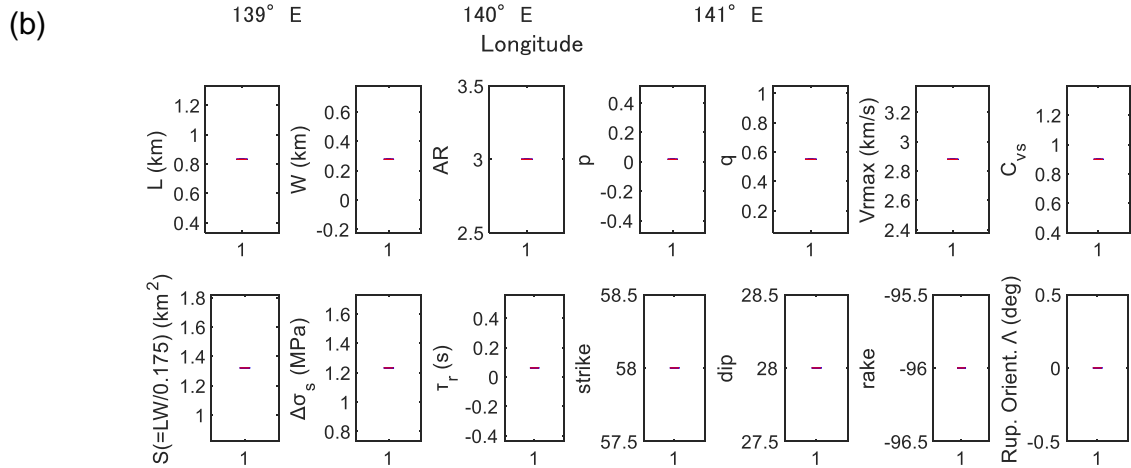 (b)
139° E 140° E 141° E
Longitude
L (km) 1.2 1 0.8 0.6 0.4 1
W (km) 0.6 0.4 0.2 0 -0.2 1
AR 3.5 3 2.5 1
p 0.4 0.2 0 -0.2 -0.4 1
q 1 0.8 0.6 0.4 0.2 1
Vrmax (km/s) 3.2 3 2.8 2.6 2.4 1
Cvs 1.2 1 0.8 0.6 0.4 1
S(=LW/0.175) (km²) 1.8 1.6 1.4 1.2 1 1
Δσs (MPa) 1.6 1.4 1.2 1 0.8 1
τr (s) 0.4 0.2 0 -0.2 -0.4 1
strike 58.5 58 57.5 1
dip 28.5 28 27.5 1
rake -95.5 -96 -96.5 1
Rup. Orient. Λ (deg) 0.5 0 -0.5 1